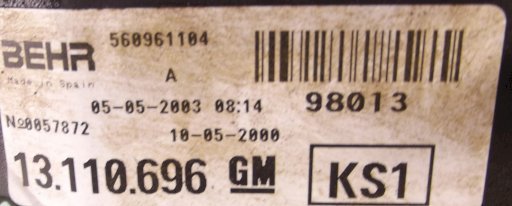 BEHR 560961104
Made in Spain A
05-05-2003 08:14 98013
No0057872 10-05-2000
13.110.696 GM KS1